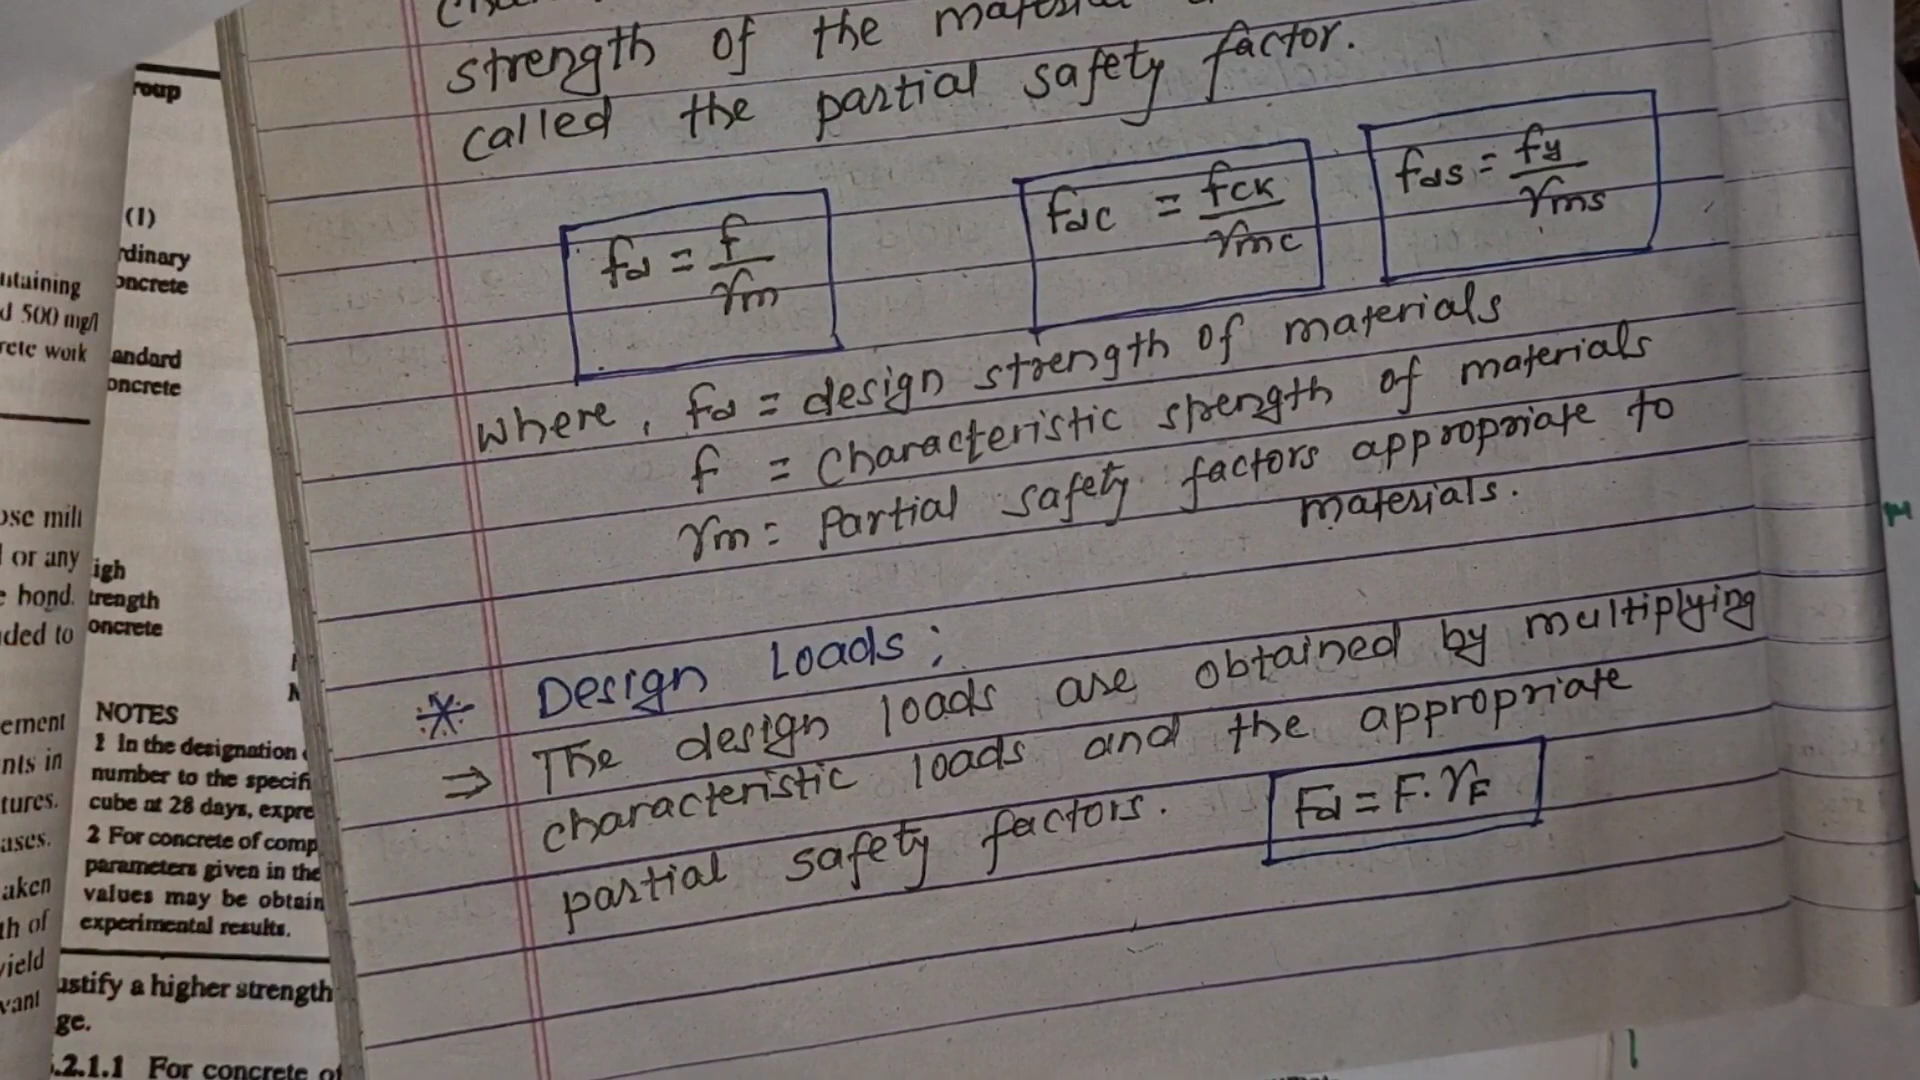 strength of the
called the partial safety factor.
fd = f / γm
fdc = fck / γmc
fds = fy / γms
where, fd = design strength of materials
f = Characteristic strength of materials
γm = Partial safety factors appropriate to
materials.
* Design Loads:
⇒ The design loads are obtained by multiplying
characteristic loads and the appropriate
partial safety factors.
Fd = F. γF
roup
(1)
rdinary
oncrete
andard
oncrete
igh
trength
oncrete
NOTES
1 In the designation
number to the specifi
cube at 28 days, expre
2 For concrete of comp
parameters given in the
values may be obtain
experimental results.
ustify a higher strength
ge.
.2.1.1 For concrete of
ntaining
d 500 mg/l
rete work
ose mill
or any
e bond.
ded to
ement
nts in
tures.
ases.
aken
th of
yield
vant